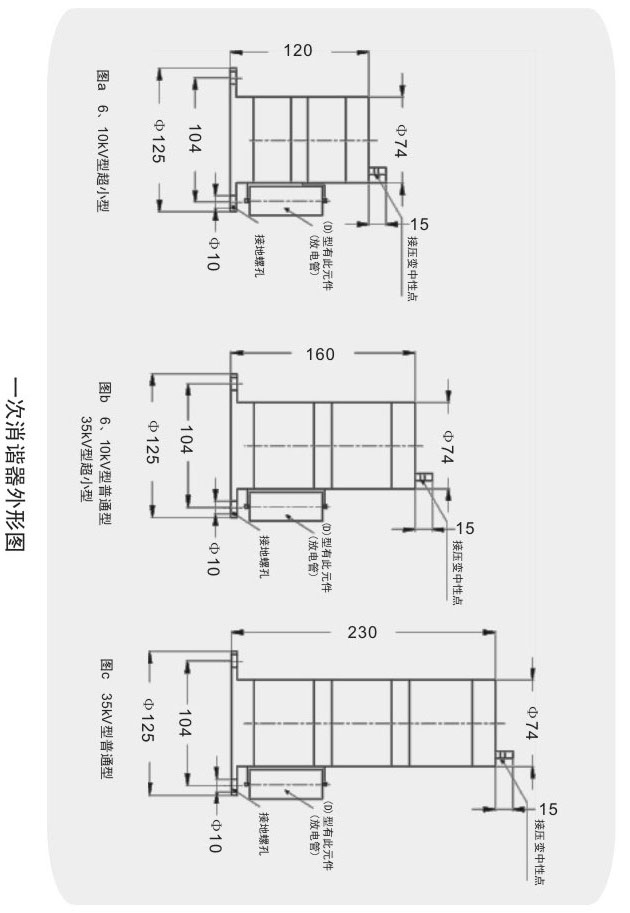 一次消谐器外形图
120
Φ74
15
接压变中性点
(D)型有此元件
(放电管)
接地螺孔
Φ10
104
Φ125
图a 6、10kV型超小型
160
Φ74
15
接压变中性点
(D)型有此元件
(放电管)
接地螺孔
Φ10
104
Φ125
图b 6、10kV型普通型
35kV型超小型
230
Φ74
15
接压变中性点
(D)型有此元件
(放电管)
接地螺孔
Φ10
104
Φ125
图c 35kV型普通型